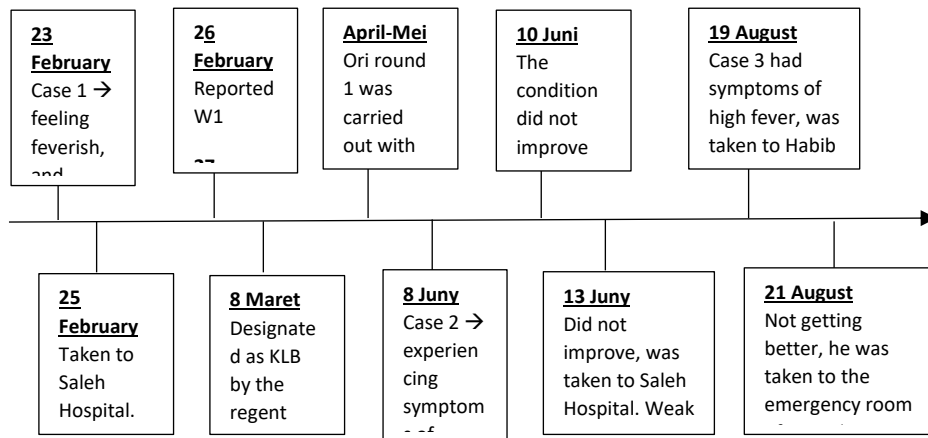 23
February
Case 1 →
feeling
feverish,
and
26
February
Reported
W1
April-Mei
Ori round
1 was
carried
out with
10 Juni
The
condition
did not
improve
19 August
Case 3 had
symptoms of
high fever, was
taken to Habib
25
February
Taken to
Saleh
Hospital.
8 Maret
Designate
d as KLB
by the
regent
8 Juny
Case 2 →
experien
cing
symptom
13 Juny
Did not
improve, was
taken to Saleh
Hospital. Weak
21 August
Not getting
better, he was
taken to the
emergency room